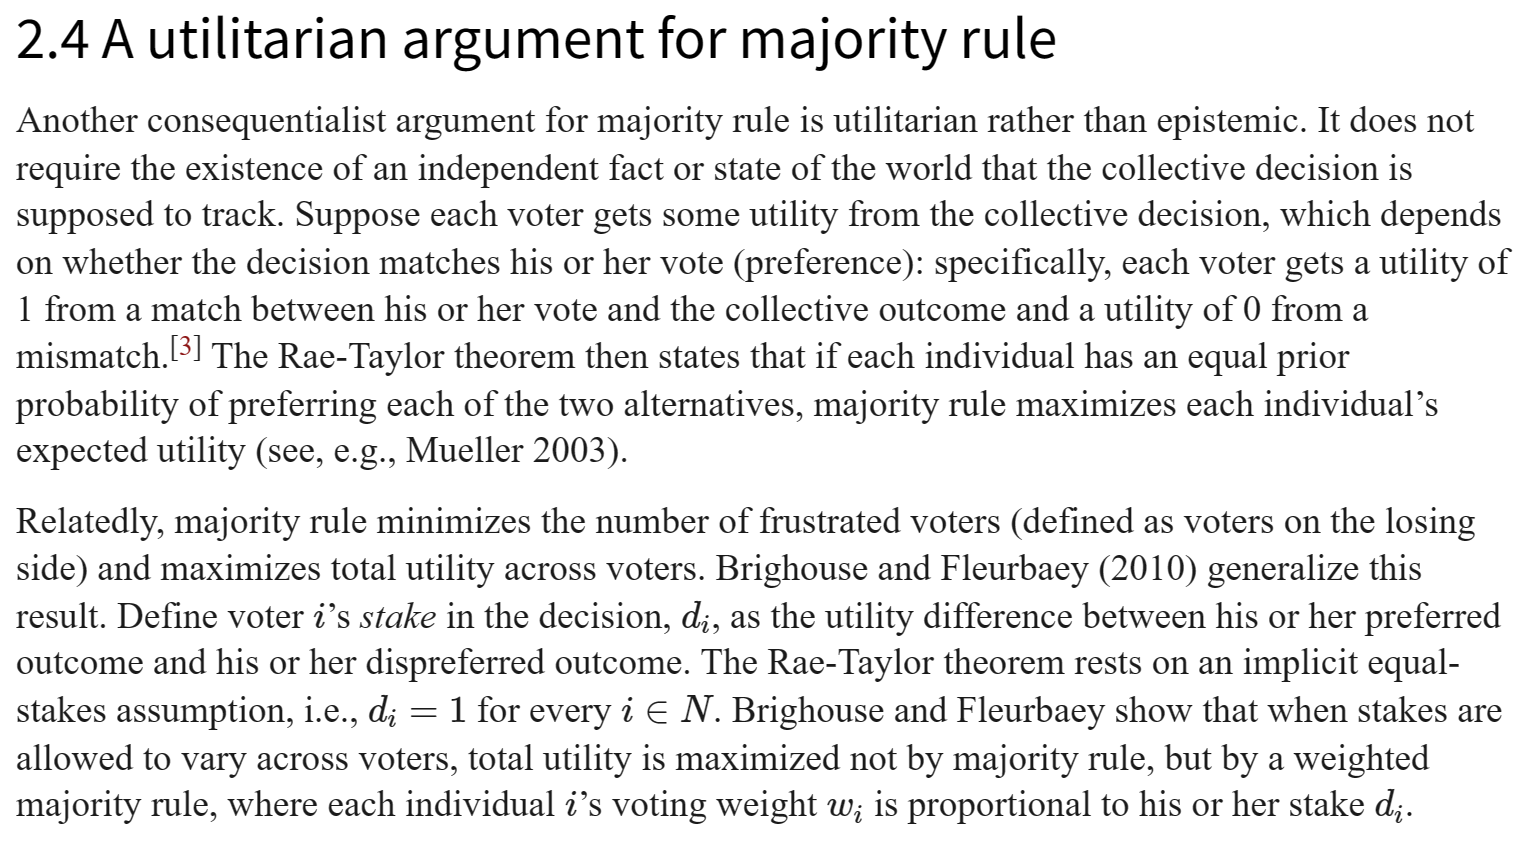 2.4 A utilitarian argument for majority rule
Another consequentialist argument for majority rule is utilitarian rather than epistemic. It does not
require the existence of an independent fact or state of the world that the collective decision is
supposed to track. Suppose each voter gets some utility from the collective decision, which depends
on whether the decision matches his or her vote (preference): specifically, each voter gets a utility of
1 from a match between his or her vote and the collective outcome and a utility of 0 from a
mismatch.[3] The Rae-Taylor theorem then states that if each individual has an equal prior
probability of preferring each of the two alternatives, majority rule maximizes each individual’s
expected utility (see, e.g., Mueller 2003).
Relatedly, majority rule minimizes the number of frustrated voters (defined as voters on the losing
side) and maximizes total utility across voters. Brighouse and Fleurbaey (2010) generalize this
result. Define voter i’s stake in the decision, dᵢ, as the utility difference between his or her preferred
outcome and his or her dispreferred outcome. The Rae-Taylor theorem rests on an implicit equal-
stakes assumption, i.e., dᵢ = 1 for every i ∈ N. Brighouse and Fleurbaey show that when stakes are
allowed to vary across voters, total utility is maximized not by majority rule, but by a weighted
majority rule, where each individual i’s voting weight wᵢ is proportional to his or her stake dᵢ.